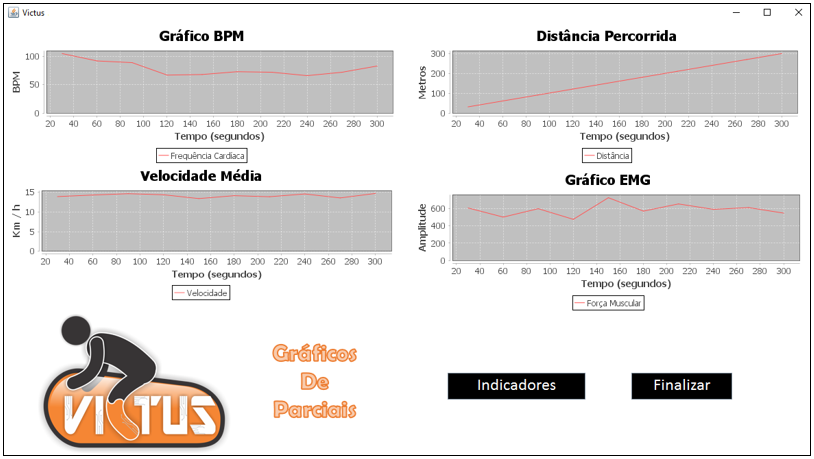 Victus
Gráfico BPM
BPM
100
50
0
20 40 60 80 100 120 140 160 180 200 220 240 260 280 300
Tempo (segundos)
Frequência Cardíaca
Distância Percorrida
Metros
300
200
100
0
20 40 60 80 100 120 140 160 180 200 220 240 260 280 300
Tempo (segundos)
Distância
Velocidade Média
Km / h
15
10
5
0
20 40 60 80 100 120 140 160 180 200 220 240 260 280 300
Tempo (segundos)
Velocidade
Gráfico EMG
Amplitude
600
400
200
0
20 40 60 80 100 120 140 160 180 200 220 240 260 280 300
Tempo (segundos)
Força Muscular
VICTUS
Gráficos
De
Parciais
Indicadores
Finalizar